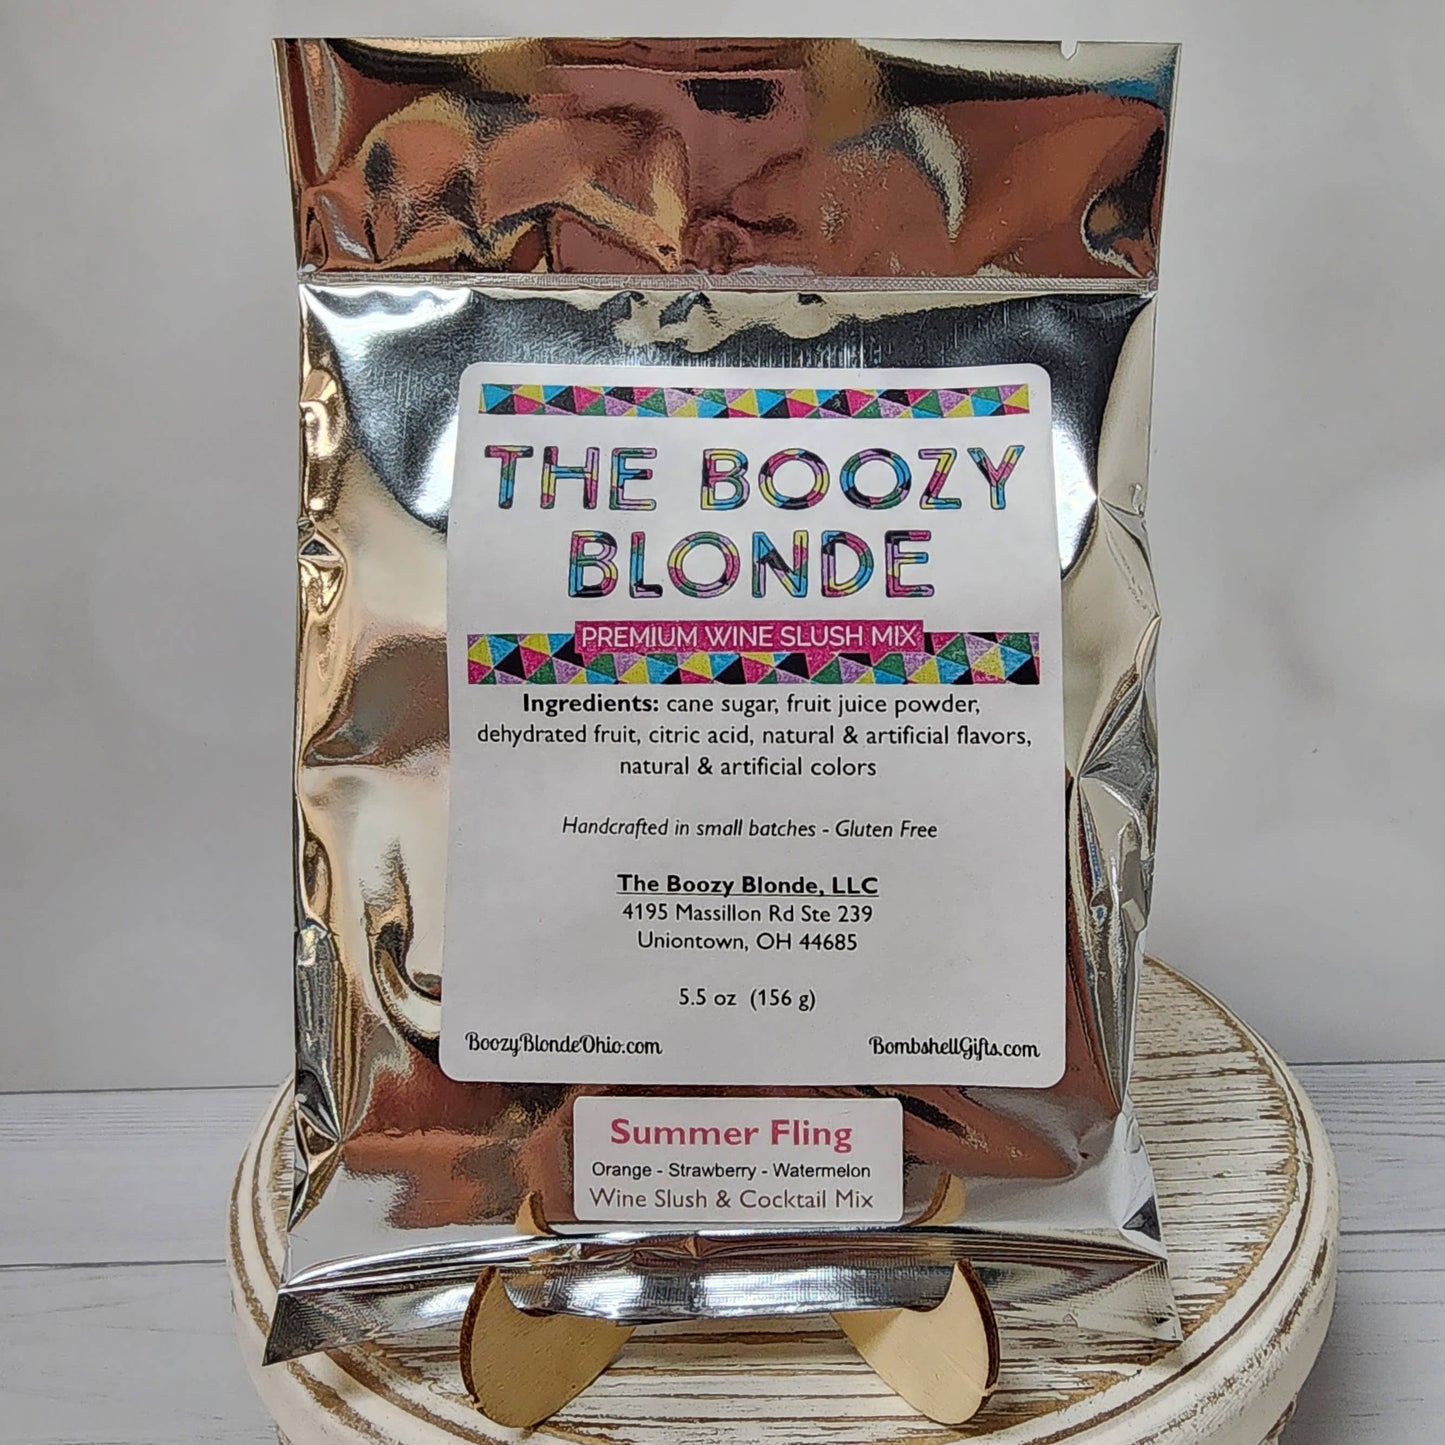 THE BOOZY
BLONDE
PREMIUM WINE SLUSH MIX
Ingredients: cane sugar, fruit juice powder,
dehydrated fruit, citric acid, natural & artificial flavors,
natural & artificial colors
Handcrafted in small batches - Gluten Free
The Boozy Blonde, LLC
4195 Massillon Rd Ste 239
Uniontown, OH 44685
5.5 oz (156 g)
BoozyBlondeOhio.com BombshellGifts.com
Summer Fling
Orange - Strawberry - Watermelon
Wine Slush & Cocktail Mix